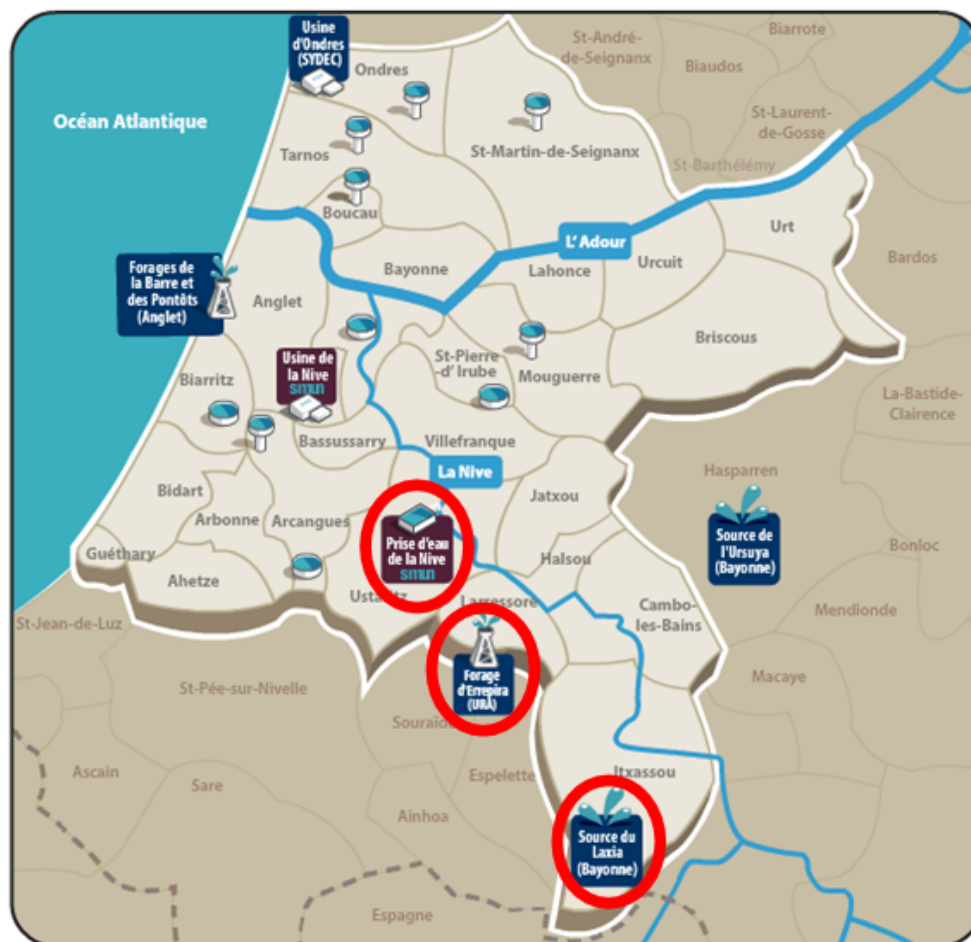 Usine
d'Ondres
(SYDEC)
Océan Atlantique
Ondres
St-André-
de-Seignanx
Biarrote
Biaudos
St-Laurent-
de-Gosse
St-Barthélémy
Tarnos
St-Martin-de-Seignanx
Boucau
L'Adour
Urt
Bardos
Forages de
la Barre et
des Pontôts
(Anglet)
Anglet
Bayonne
Lahonce
Urcuit
Briscous
Usine de
la Nive
smun
St-Pierre
-d'Irube
Mouguerre
Biarritz
La-Bastide-
Clairence
Bassussarry
Villefranque
La Nive
Hasparren
Bidart
Arbonne
Arcangues
Jatxou
Prise d'eau
de la Nive
smun
Source de
l'Ursuya
(Bayonne)
Bonloc
Guéthary
Ahetze
Halsou
Ustaritz
Larressore
Cambo-
les-Bains
Mendionde
St-Jean-de-Luz
Macaye
St-Pée-sur-Nivelle
Forage
d'Errepira
(URA)
Souraïde
Ascain
Sare
Espelette
Itxassou
Ainhoa
Source du
Laxia
(Bayonne)
Espagne